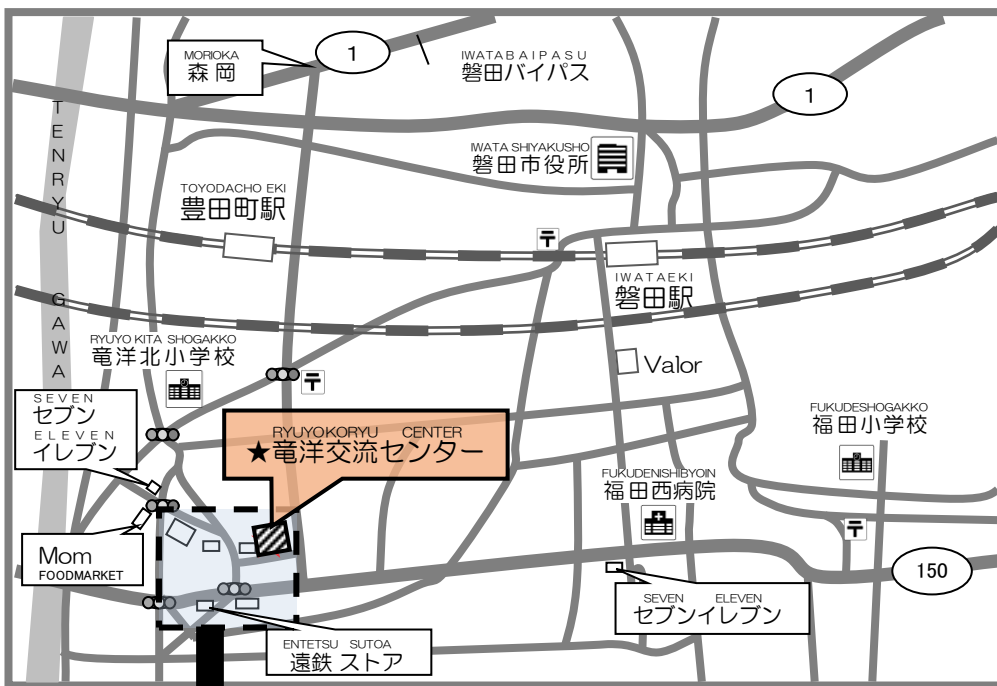 MORIOKA
森岡
1
IWATABAIPASU
磐田バイパス
1
TENRYU GAWA
IWATA SHIYAKUSHO
磐田市役所
TOYODACHO EKI
豊田町駅
〒
IWATAEKI
磐田駅
RYUYO KITA SHOGAKKO
竜洋北小学校
〒
Valor
SEVEN
セブン
ELEVEN
イレブン
RYUYOKORYU CENTER
★竜洋交流センター
FUKUDESHOGAKKO
福田小学校
FUKUDENISHIBYOIN
福田西病院
〒
Mom
FOODMARKET
150
SEVEN ELEVEN
セブンイレブン
ENTETSU SUTOA
遠鉄 ストア